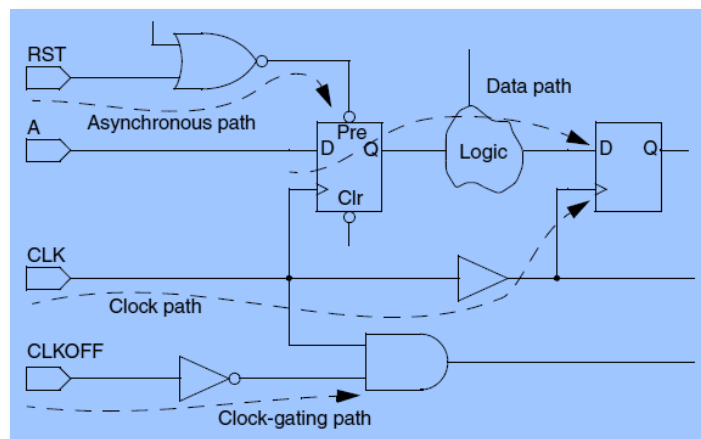 RST
Data path
Asynchronous path
A
Pre
D
Q
Logic
D
Q
Clr
CLK
Clock path
CLKOFF
Clock-gating path